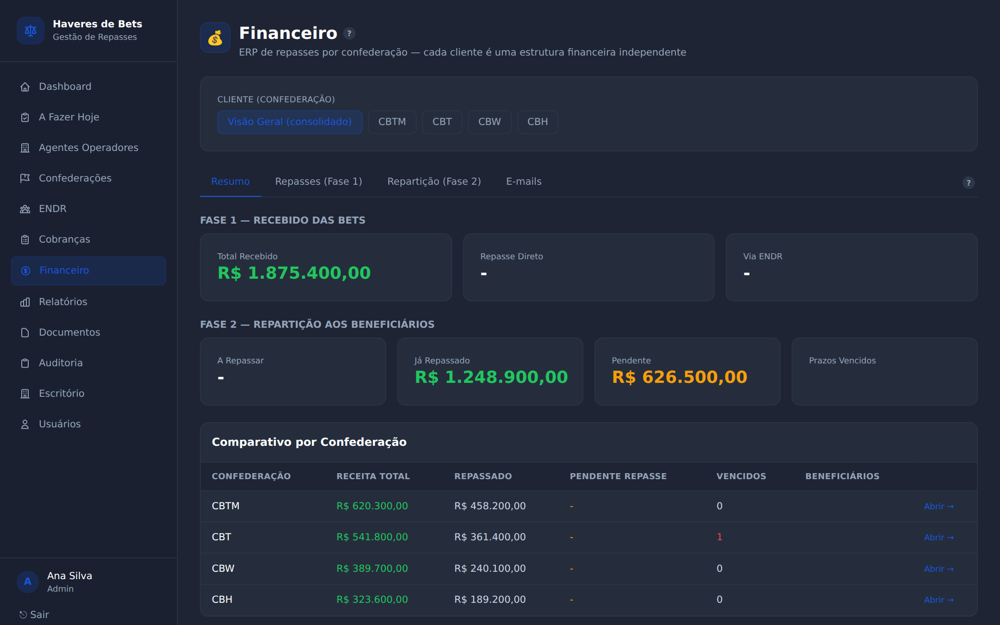 Haveres de Bets
Gestão de Repasses
Dashboard
A Fazer Hoje
Agentes Operadores
Confederações
ENDR
Cobranças
Financeiro
Relatórios
Documentos
Auditoria
Escritório
Usuários
A
Ana Silva
Admin
Sair
Financeiro ?
ERP de repasses por confederação — cada cliente é uma estrutura financeira independente
CLIENTE (CONFEDERAÇÃO)
Visão Geral (consolidado) CBTM CBT CBW CBH
Resumo Repasses (Fase 1) Repartição (Fase 2) E-mails ?
FASE 1 — RECEBIDO DAS BETS
Total Recebido Repasse Direto Via ENDR
R$ 1.875.400,00 - -
FASE 2 — REPARTIÇÃO AOS BENEFICIÁRIOS
A Repassar Já Repassado Pendente Prazos Vencidos
- R$ 1.248.900,00 R$ 626.500,00
Comparativo por Confederação
CONFEDERAÇÃO RECEITA TOTAL REPASSADO PENDENTE REPASSE VENCIDOS BENEFICIÁRIOS
CBTM R$ 620.300,00 R$ 458.200,00 - 0 Abrir →
CBT R$ 541.800,00 R$ 361.400,00 - 1 Abrir →
CBW R$ 389.700,00 R$ 240.100,00 - 0 Abrir →
CBH R$ 323.600,00 R$ 189.200,00 - 0 Abrir →